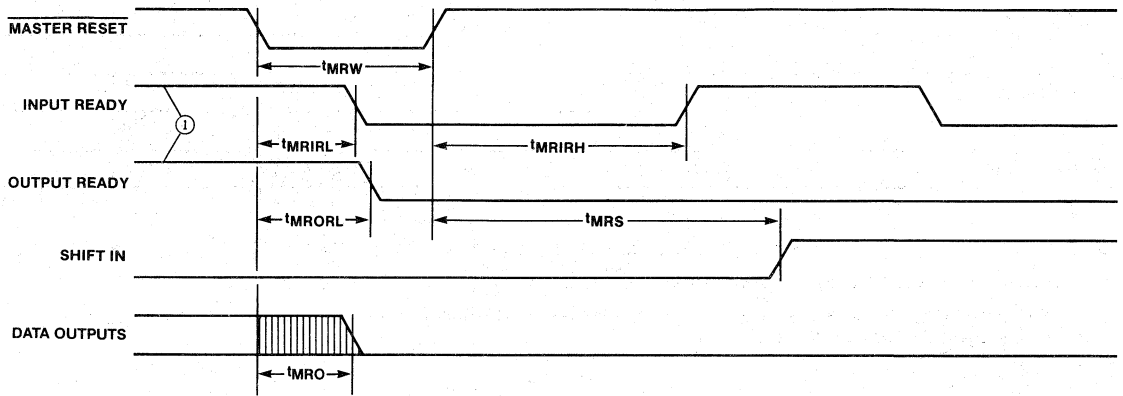 MASTER RESET
tMRW
INPUT READY
1
tMRIRL
tMRIRH
OUTPUT READY
tMRORL
tMRS
SHIFT IN
DATA OUTPUTS
tMRO